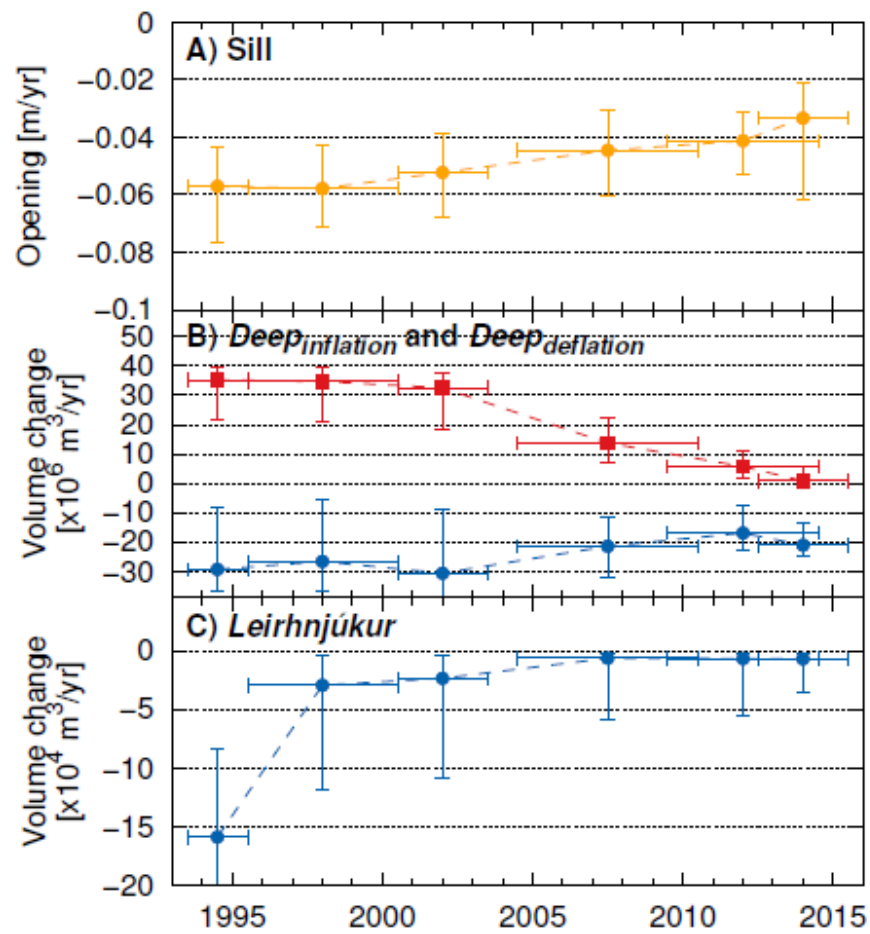 A) Sill
Opening [m/yr]
0
−0.02
−0.04
−0.06
−0.08
−0.1
B) Deepinflation and Deepdeflation
Volume change
[x10⁶ m³/yr]
50
40
30
20
10
0
−10
−20
−30
C) Leirhnjúkur
Volume change
[x10⁴ m³/yr]
0
−5
−10
−15
−20
1995 2000 2005 2010 2015